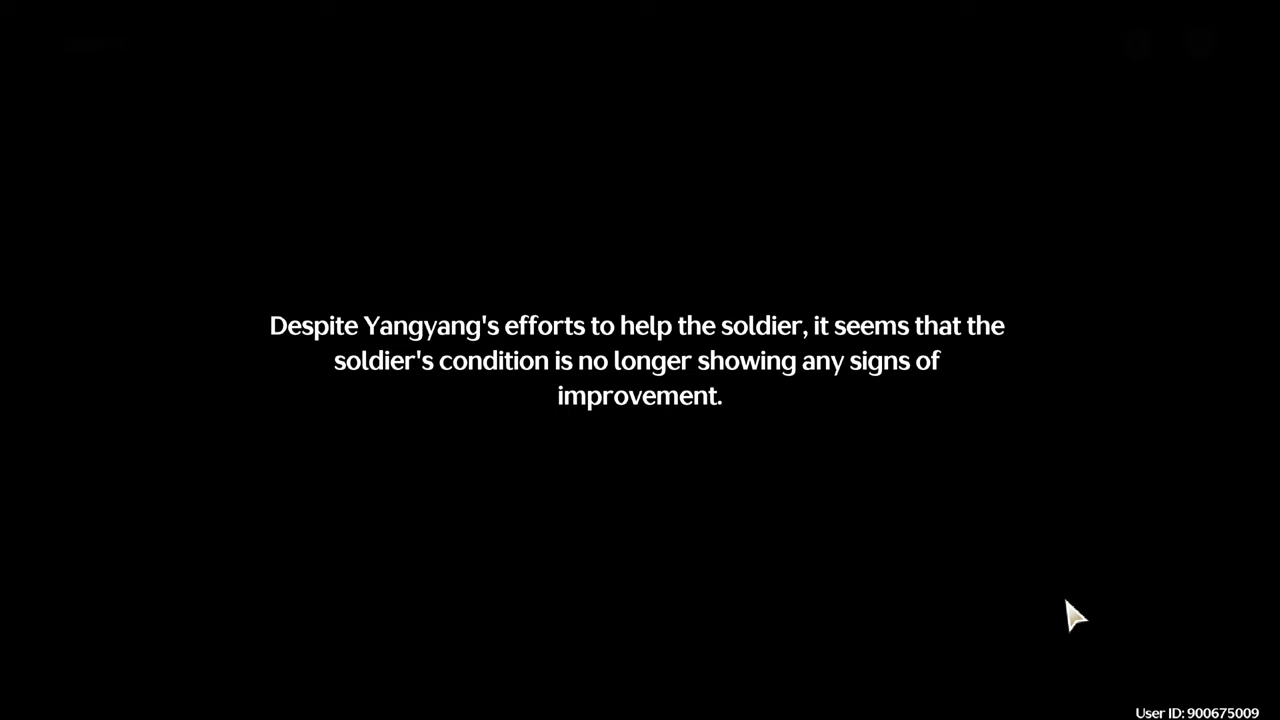 Despite Yangyang's efforts to help the soldier, it seems that the
soldier's condition is no longer showing any signs of
improvement.
User ID: 900675009